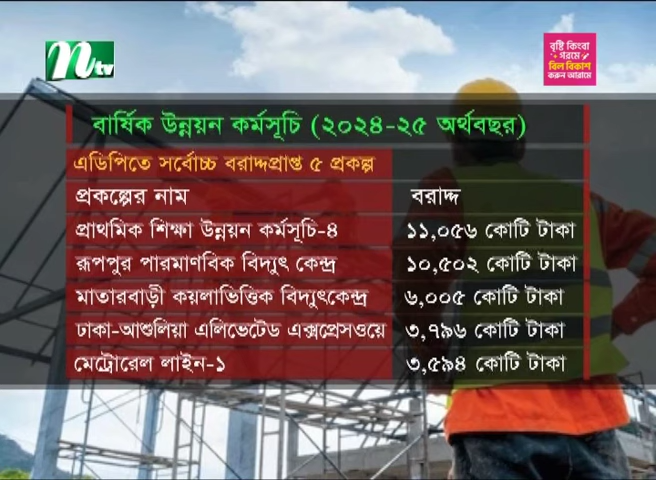 ntv
বৃষ্টি কিংবা
গরমে
বিল বিকাশ
করুন আরামে
বার্ষিক উন্নয়ন কর্মসূচি (২০২৪-২৫ অর্থবছর)
এডিপিতে সর্বোচ্চ বরাদ্দপ্রাপ্ত ৫ প্রকল্প
প্রকল্পের নাম বরাদ্দ
প্রাথমিক শিক্ষা উন্নয়ন কর্মসূচি-৪ ১১,০৫৬ কোটি টাকা
রূপপুর পারমাণবিক বিদ্যুৎ কেন্দ্র ১০,৫০২ কোটি টাকা
মাতারবাড়ী কয়লাভিত্তিক বিদ্যুৎকেন্দ্র ৬,০০৫ কোটি টাকা
ঢাকা-আশুলিয়া এলিভেটেড এক্সপ্রেসওয়ে ৩,৭৯৬ কোটি টাকা
মেট্রোরেল লাইন-১ ৩,৫৯৪ কোটি টাকা